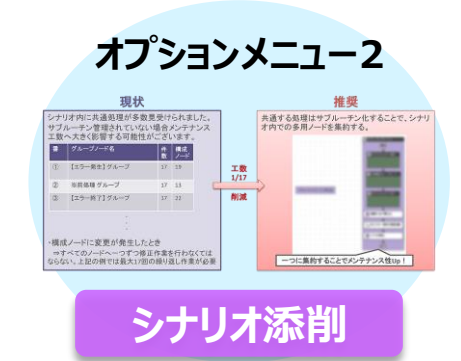 オプションメニュー2
現状
シナリオ内に共通処理が多数見受けられました。
サブルーチン管理されていない場合メンテナンス
工数へ大きく影響する可能性がございます。
グループノード名 件数 構成ノード
① 【エラー発生】グループ 17 19
② 初期処理 グループ 17 13
③ 【エラー終了】グループ 17 22
・構成ノードに変更が発生したとき
⇒すべてのノードへ一つずつ修正作業を行わなくては
ならない。上記の例では最大17回の繰り返し作業が必要
工数
1/17
削減
推奨
共通する処理はサブルーチン化することで、シナリ
オ内での多用ノードを集約する。
一つに集約することでメンテナンス性Up！
シナリオ添削